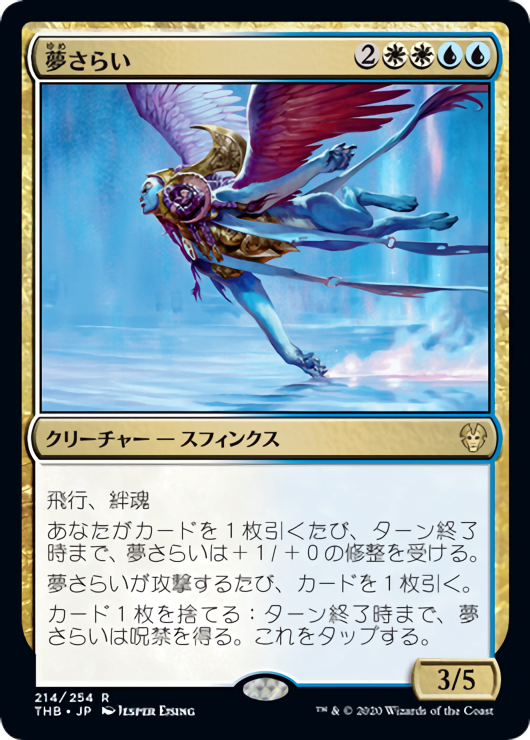 ゆめ
夢さらい 2
クリーチャー — スフィンクス
飛行、絆魂
あなたがカードを1枚引くたび、ターン終了
時まで、夢さらいは+1/+0の修整を受ける。
夢さらいが攻撃するたび、カードを1枚引く。
カード1枚を捨てる:ターン終了時まで、夢
さらいは呪禁を得る。これをタップする。
3/5
214/254 R
THB • JP Jesper Ejsing
™ & © 2020 Wizards of the Coast